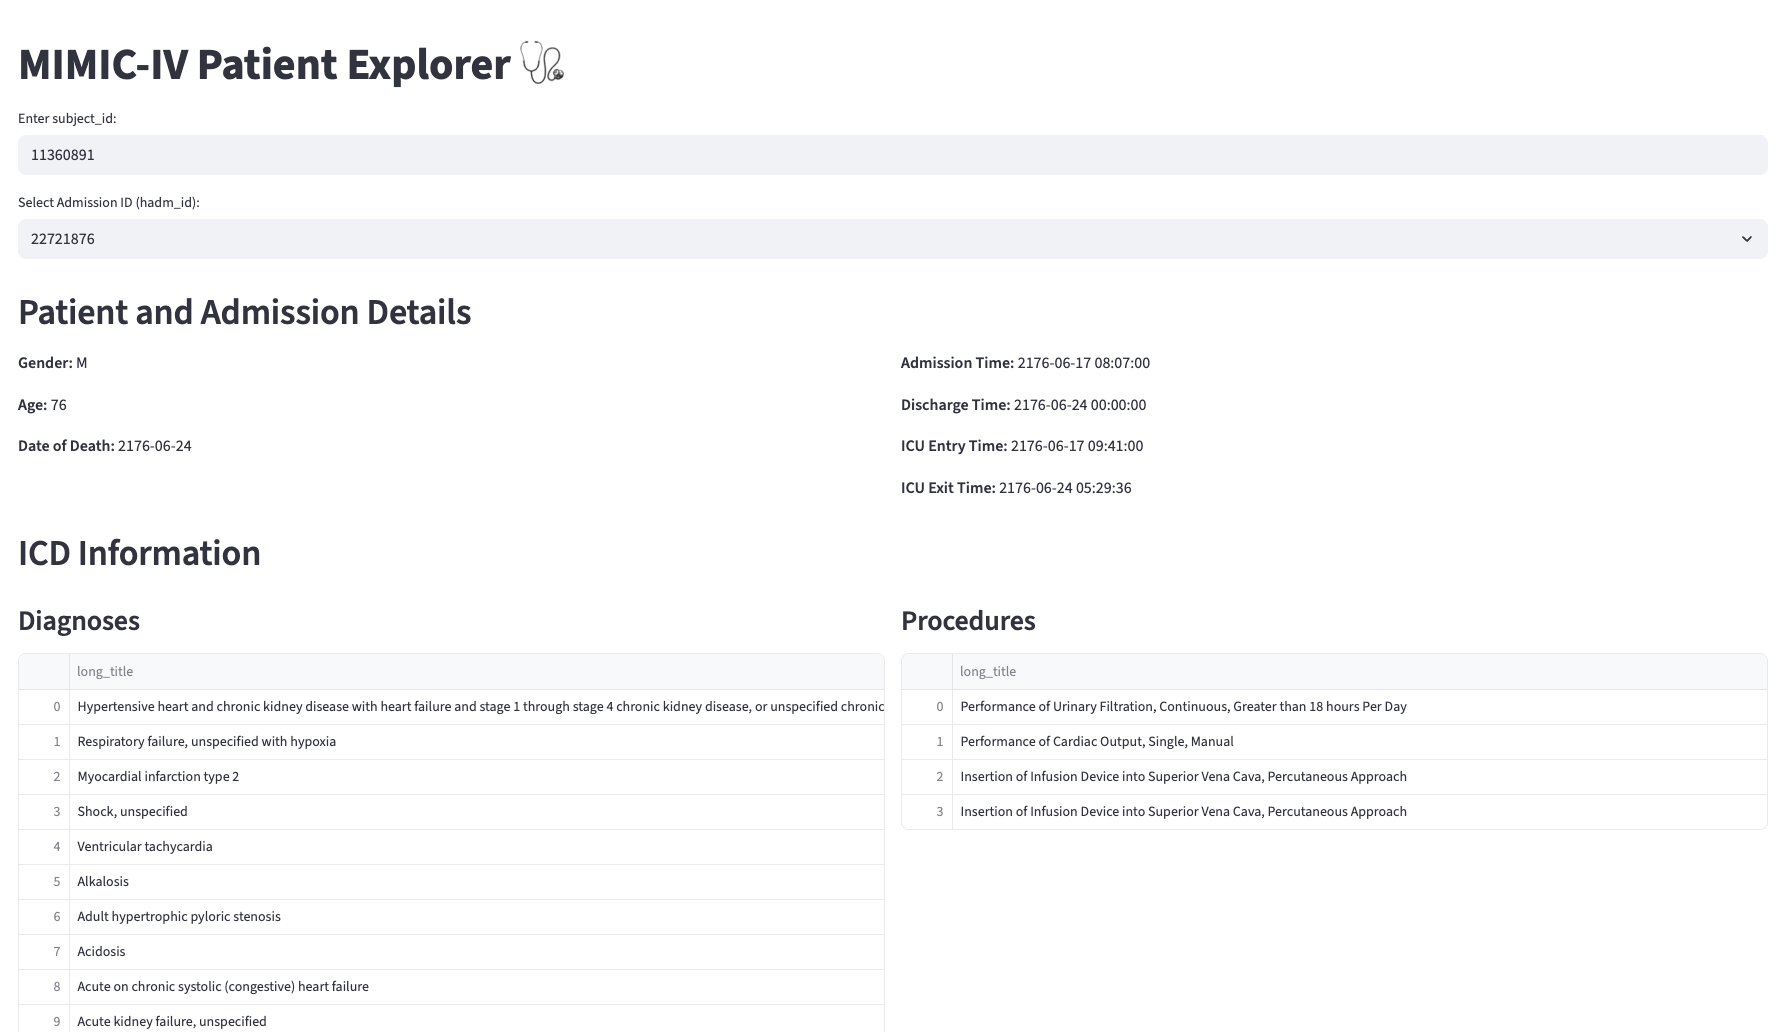 MIMIC-IV Patient Explorer
Enter subject_id:
11360891
Select Admission ID (hadm_id):
22721876
Patient and Admission Details
Gender: M
Age: 76
Date of Death: 2176-06-24
Admission Time: 2176-06-17 08:07:00
Discharge Time: 2176-06-24 00:00:00
ICU Entry Time: 2176-06-17 09:41:00
ICU Exit Time: 2176-06-24 05:29:36
ICD Information
Diagnoses
long_title
0 Hypertensive heart and chronic kidney disease with heart failure and stage 1 through stage 4 chronic kidney disease, or unspecified chronic
1 Respiratory failure, unspecified with hypoxia
2 Myocardial infarction type 2
3 Shock, unspecified
4 Ventricular tachycardia
5 Alkalosis
6 Adult hypertrophic pyloric stenosis
7 Acidosis
8 Acute on chronic systolic (congestive) heart failure
9 Acute kidney failure, unspecified
Procedures
long_title
0 Performance of Urinary Filtration, Continuous, Greater than 18 hours Per Day
1 Performance of Cardiac Output, Single, Manual
2 Insertion of Infusion Device into Superior Vena Cava, Percutaneous Approach
3 Insertion of Infusion Device into Superior Vena Cava, Percutaneous Approach